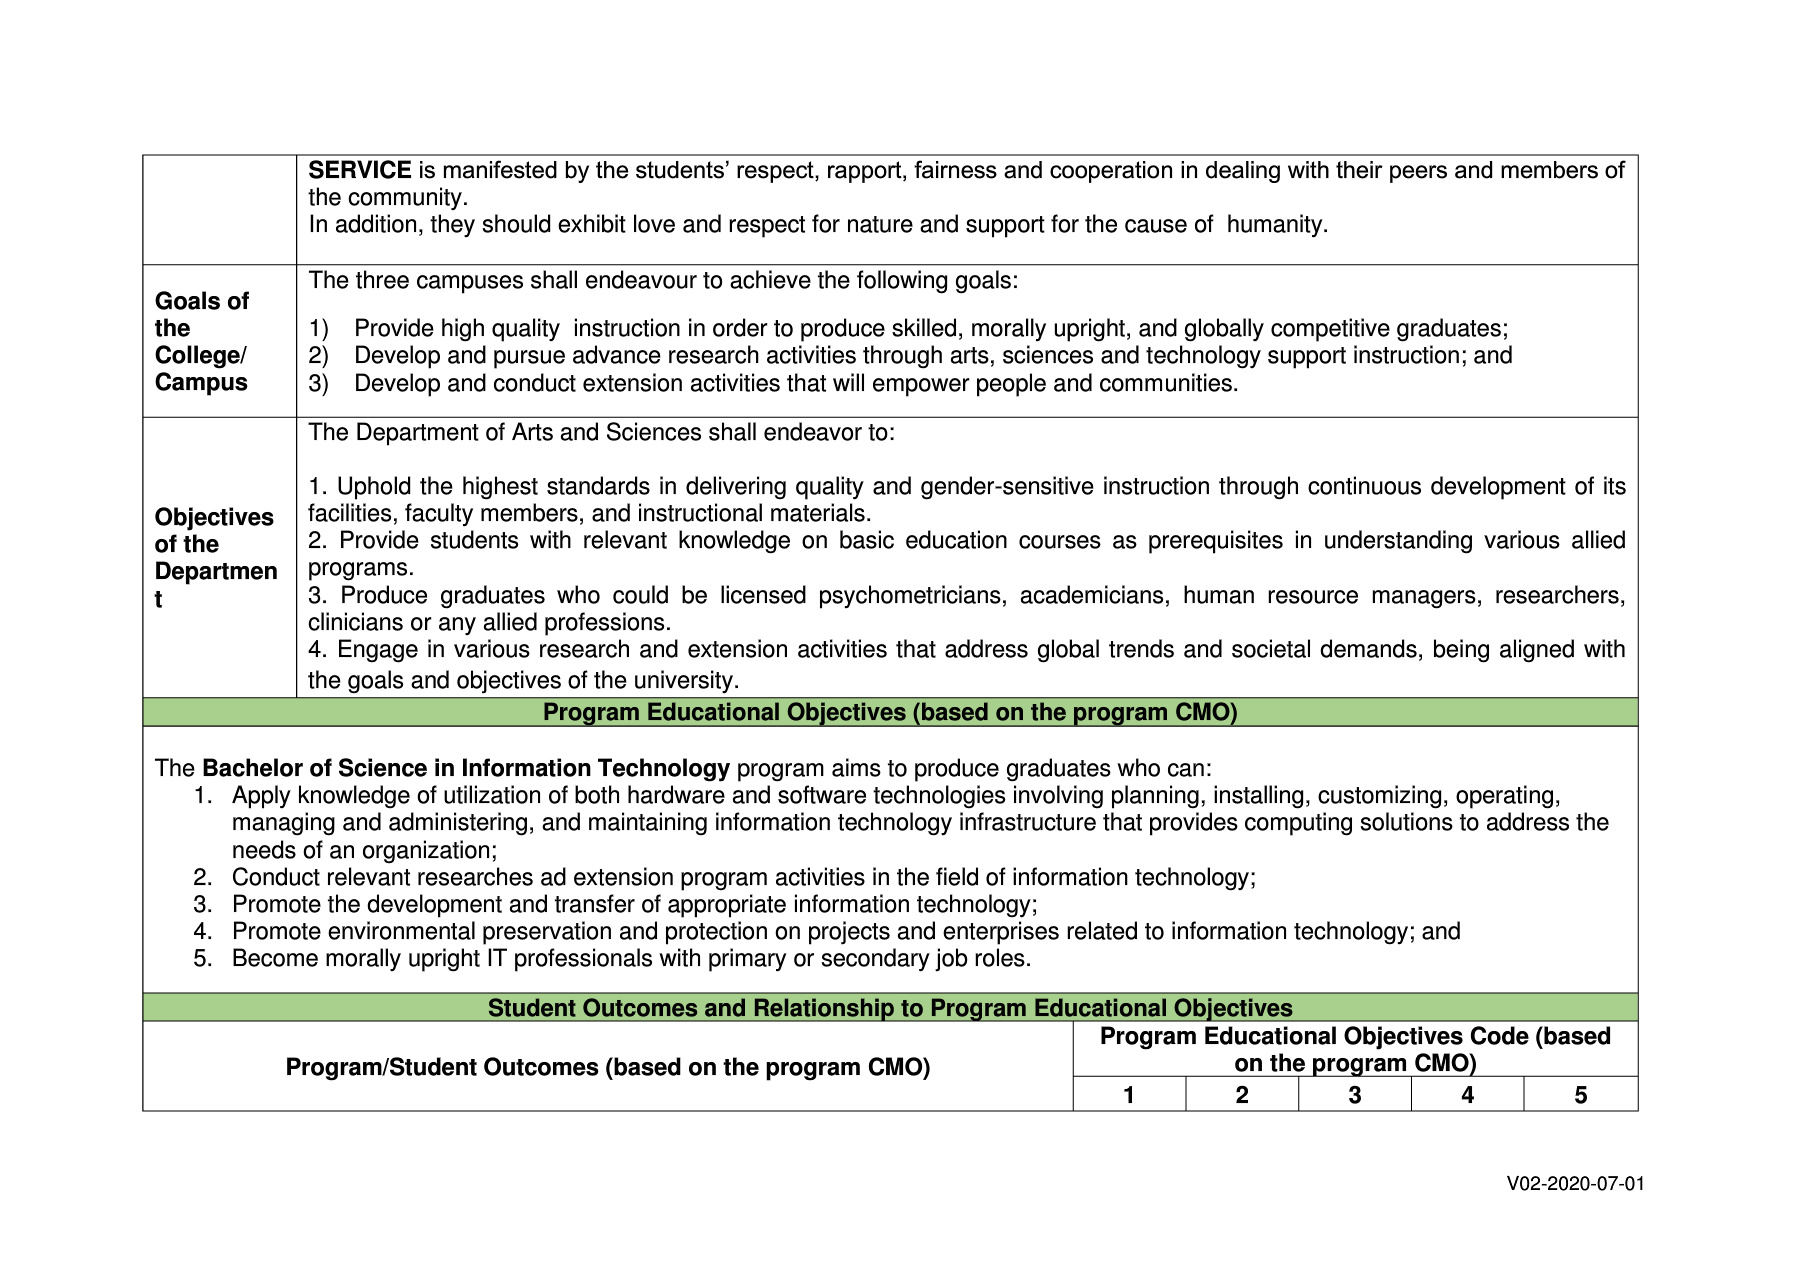 SERVICE is manifested by the students’ respect, rapport, fairness and cooperation in dealing with their peers and members of
the community.
In addition, they should exhibit love and respect for nature and support for the cause of  humanity.
Goals of
the
College/
Campus
The three campuses shall endeavour to achieve the following goals:
1) Provide high quality  instruction in order to produce skilled, morally upright, and globally competitive graduates;
2) Develop and pursue advance research activities through arts, sciences and technology support instruction; and
3) Develop and conduct extension activities that will empower people and communities.
Objectives
of the
Departmen
t
The Department of Arts and Sciences shall endeavor to:
1. Uphold the highest standards in delivering quality and gender-sensitive instruction through continuous development of its
facilities, faculty members, and instructional materials.
2. Provide students with relevant knowledge on basic education courses as prerequisites in understanding various allied
programs.
3. Produce graduates who could be licensed psychometricians, academicians, human resource managers, researchers,
clinicians or any allied professions.
4. Engage in various research and extension activities that address global trends and societal demands, being aligned with
the goals and objectives of the university.
Program Educational Objectives (based on the program CMO)
The Bachelor of Science in Information Technology program aims to produce graduates who can:
1. Apply knowledge of utilization of both hardware and software technologies involving planning, installing, customizing, operating,
managing and administering, and maintaining information technology infrastructure that provides computing solutions to address the
needs of an organization;
2. Conduct relevant researches ad extension program activities in the field of information technology;
3. Promote the development and transfer of appropriate information technology;
4. Promote environmental preservation and protection on projects and enterprises related to information technology; and
5. Become morally upright IT professionals with primary or secondary job roles.
Student Outcomes and Relationship to Program Educational Objectives
Program/Student Outcomes (based on the program CMO)
Program Educational Objectives Code (based
on the program CMO)
1 2 3 4 5
V02-2020-07-01